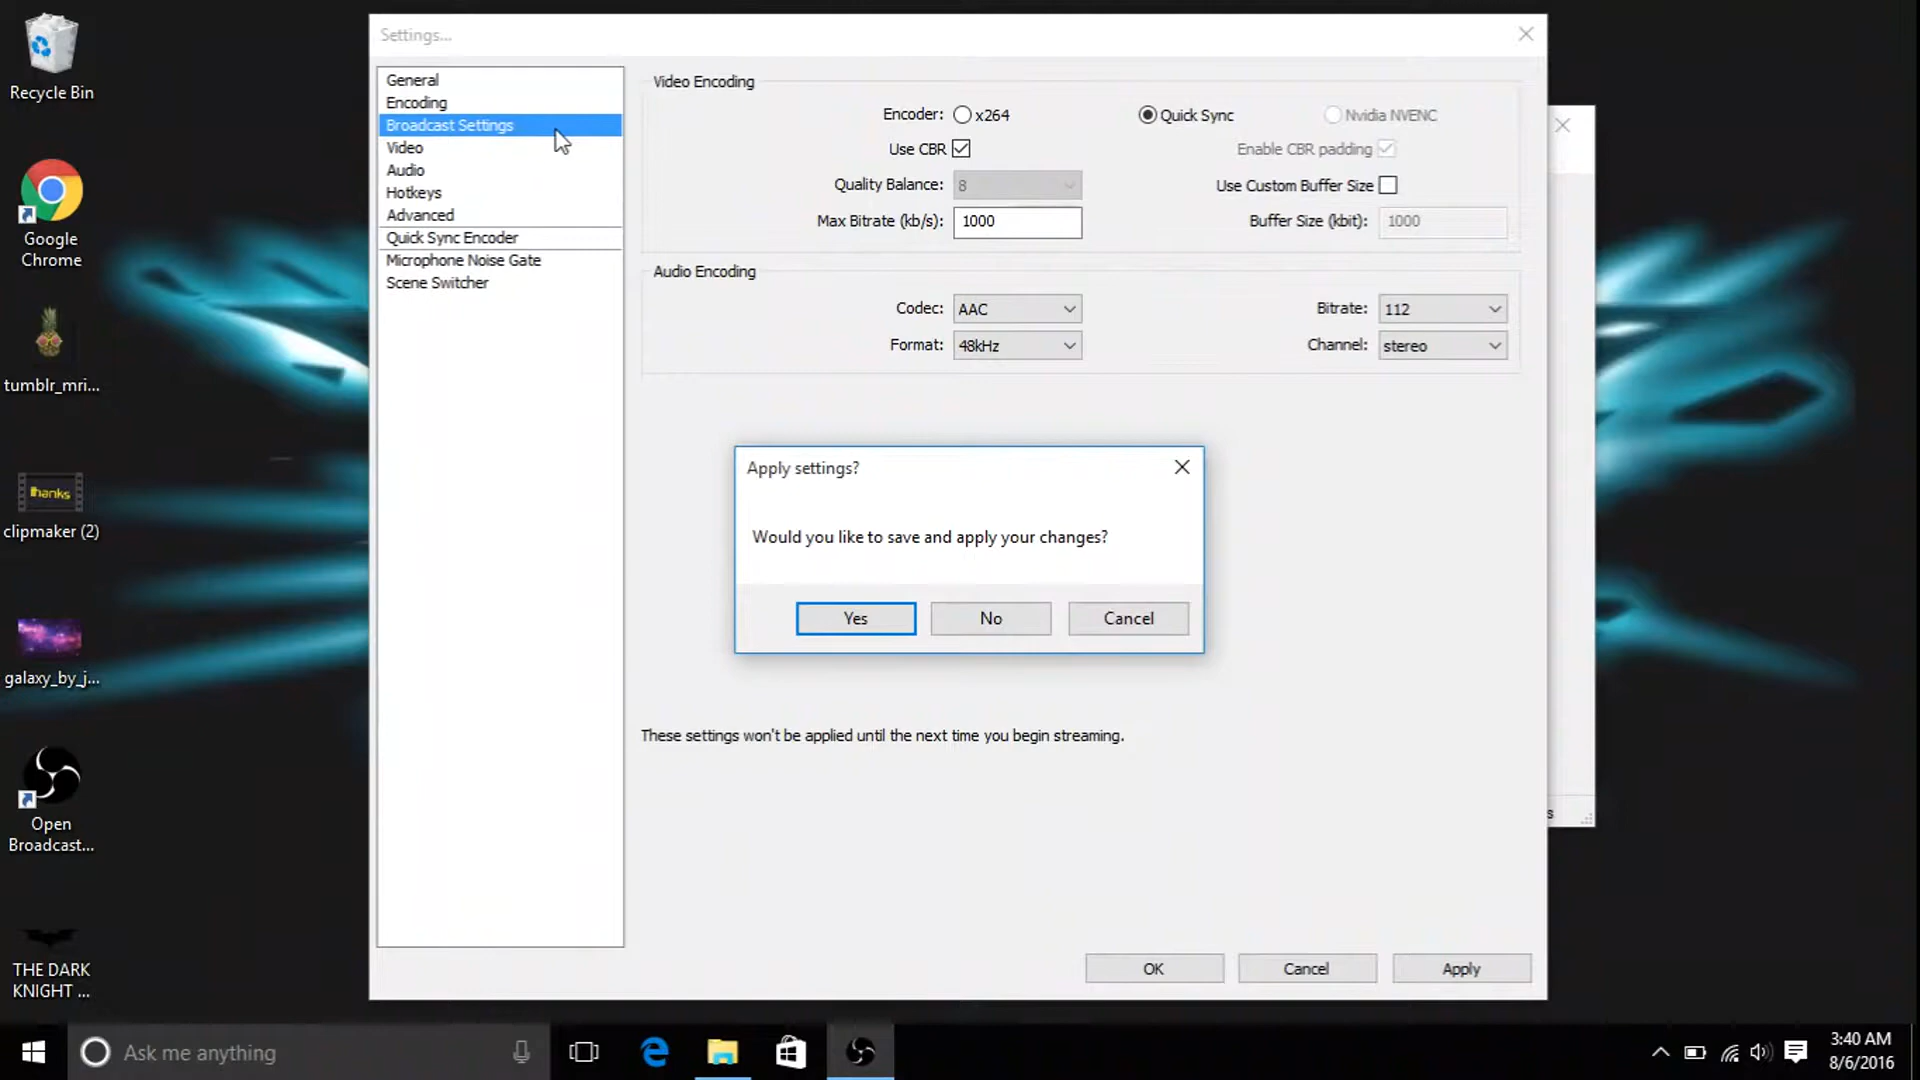 Recycle Bin
Google
Chrome
tumblr_mri...
hanks
clipmaker (2)
galaxy_by_j...
Open
Broadcast...
THE DARK
KNIGHT ...
Settings...
General
Encoding
Broadcast Settings
Video
Audio
Hotkeys
Advanced
Quick Sync Encoder
Microphone Noise Gate
Scene Switcher
Video Encoding
Encoder: x264 Quick Sync Nvidia NVENC
Use CBR Enable CBR padding
Quality Balance: 8 Use Custom Buffer Size
Max Bitrate (kb/s): 1000 Buffer Size (kbit): 1000
Audio Encoding
Codec: AAC Bitrate: 112
Format: 48kHz Channel: stereo
Apply settings?
Would you like to save and apply your changes?
Yes No Cancel
These settings won't be applied until the next time you begin streaming.
s
OK Cancel Apply
Ask me anything
3:40 AM
8/6/2016